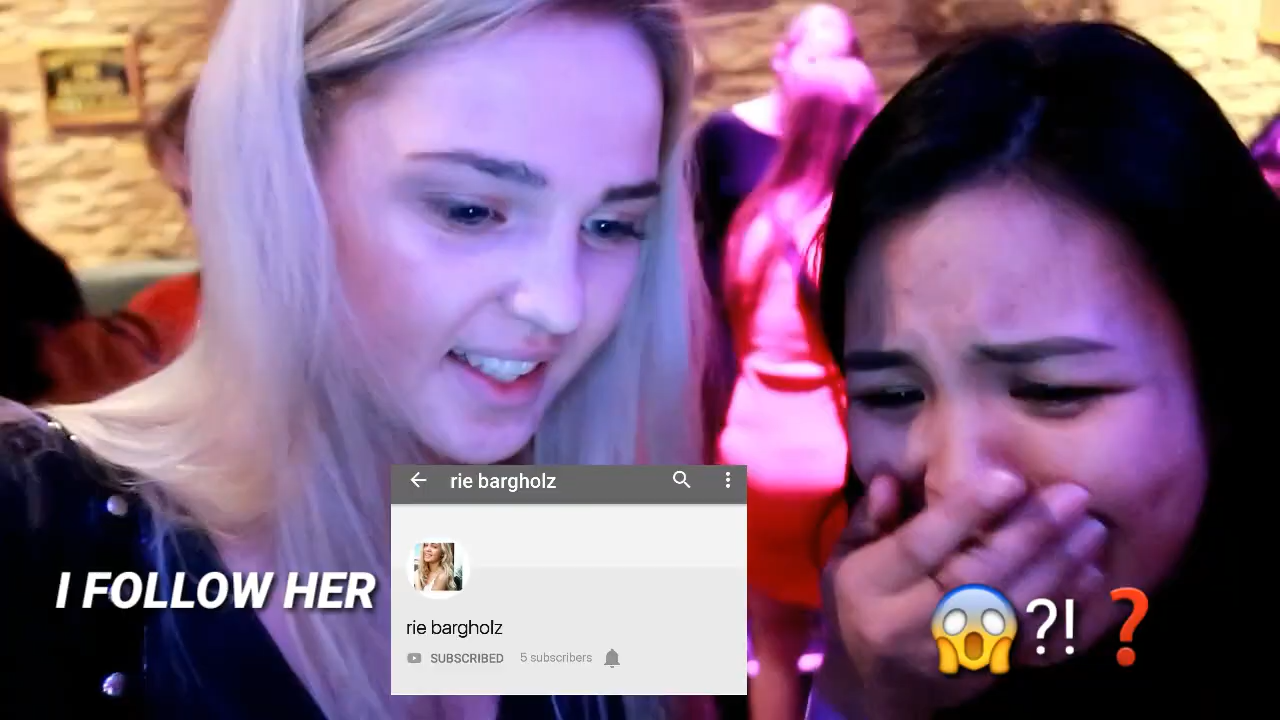 rie bargholz
I FOLLOW HER
rie bargholz
SUBSCRIBED 5 subscribers
?!